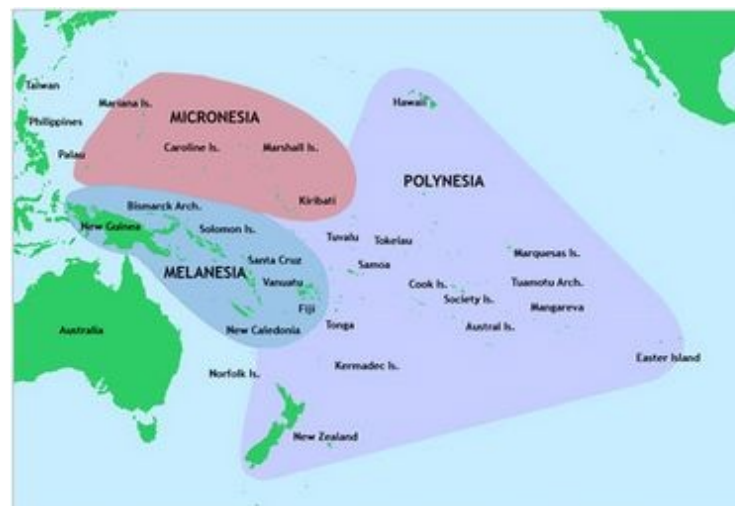 Hawaii
Taiwan
Mariana Is.
MICRONESIA
Philippines
Caroline Is.
Marshall Is.
Palau
POLYNESIA
Kiribati
Bismarck Arch.
New Guinea
Solomon Is.
Tuvalu
Tokelau
Santa Cruz
Samoa
Marquesas Is.
MELANESIA
Vanuatu
Cook Is.
Tuamotu Arch.
Society Is.
Fiji
Mangareva
Australia
New Caledonia
Tonga
Austral Is.
Easter Island
Norfolk Is.
Kermadec Is.
New Zealand